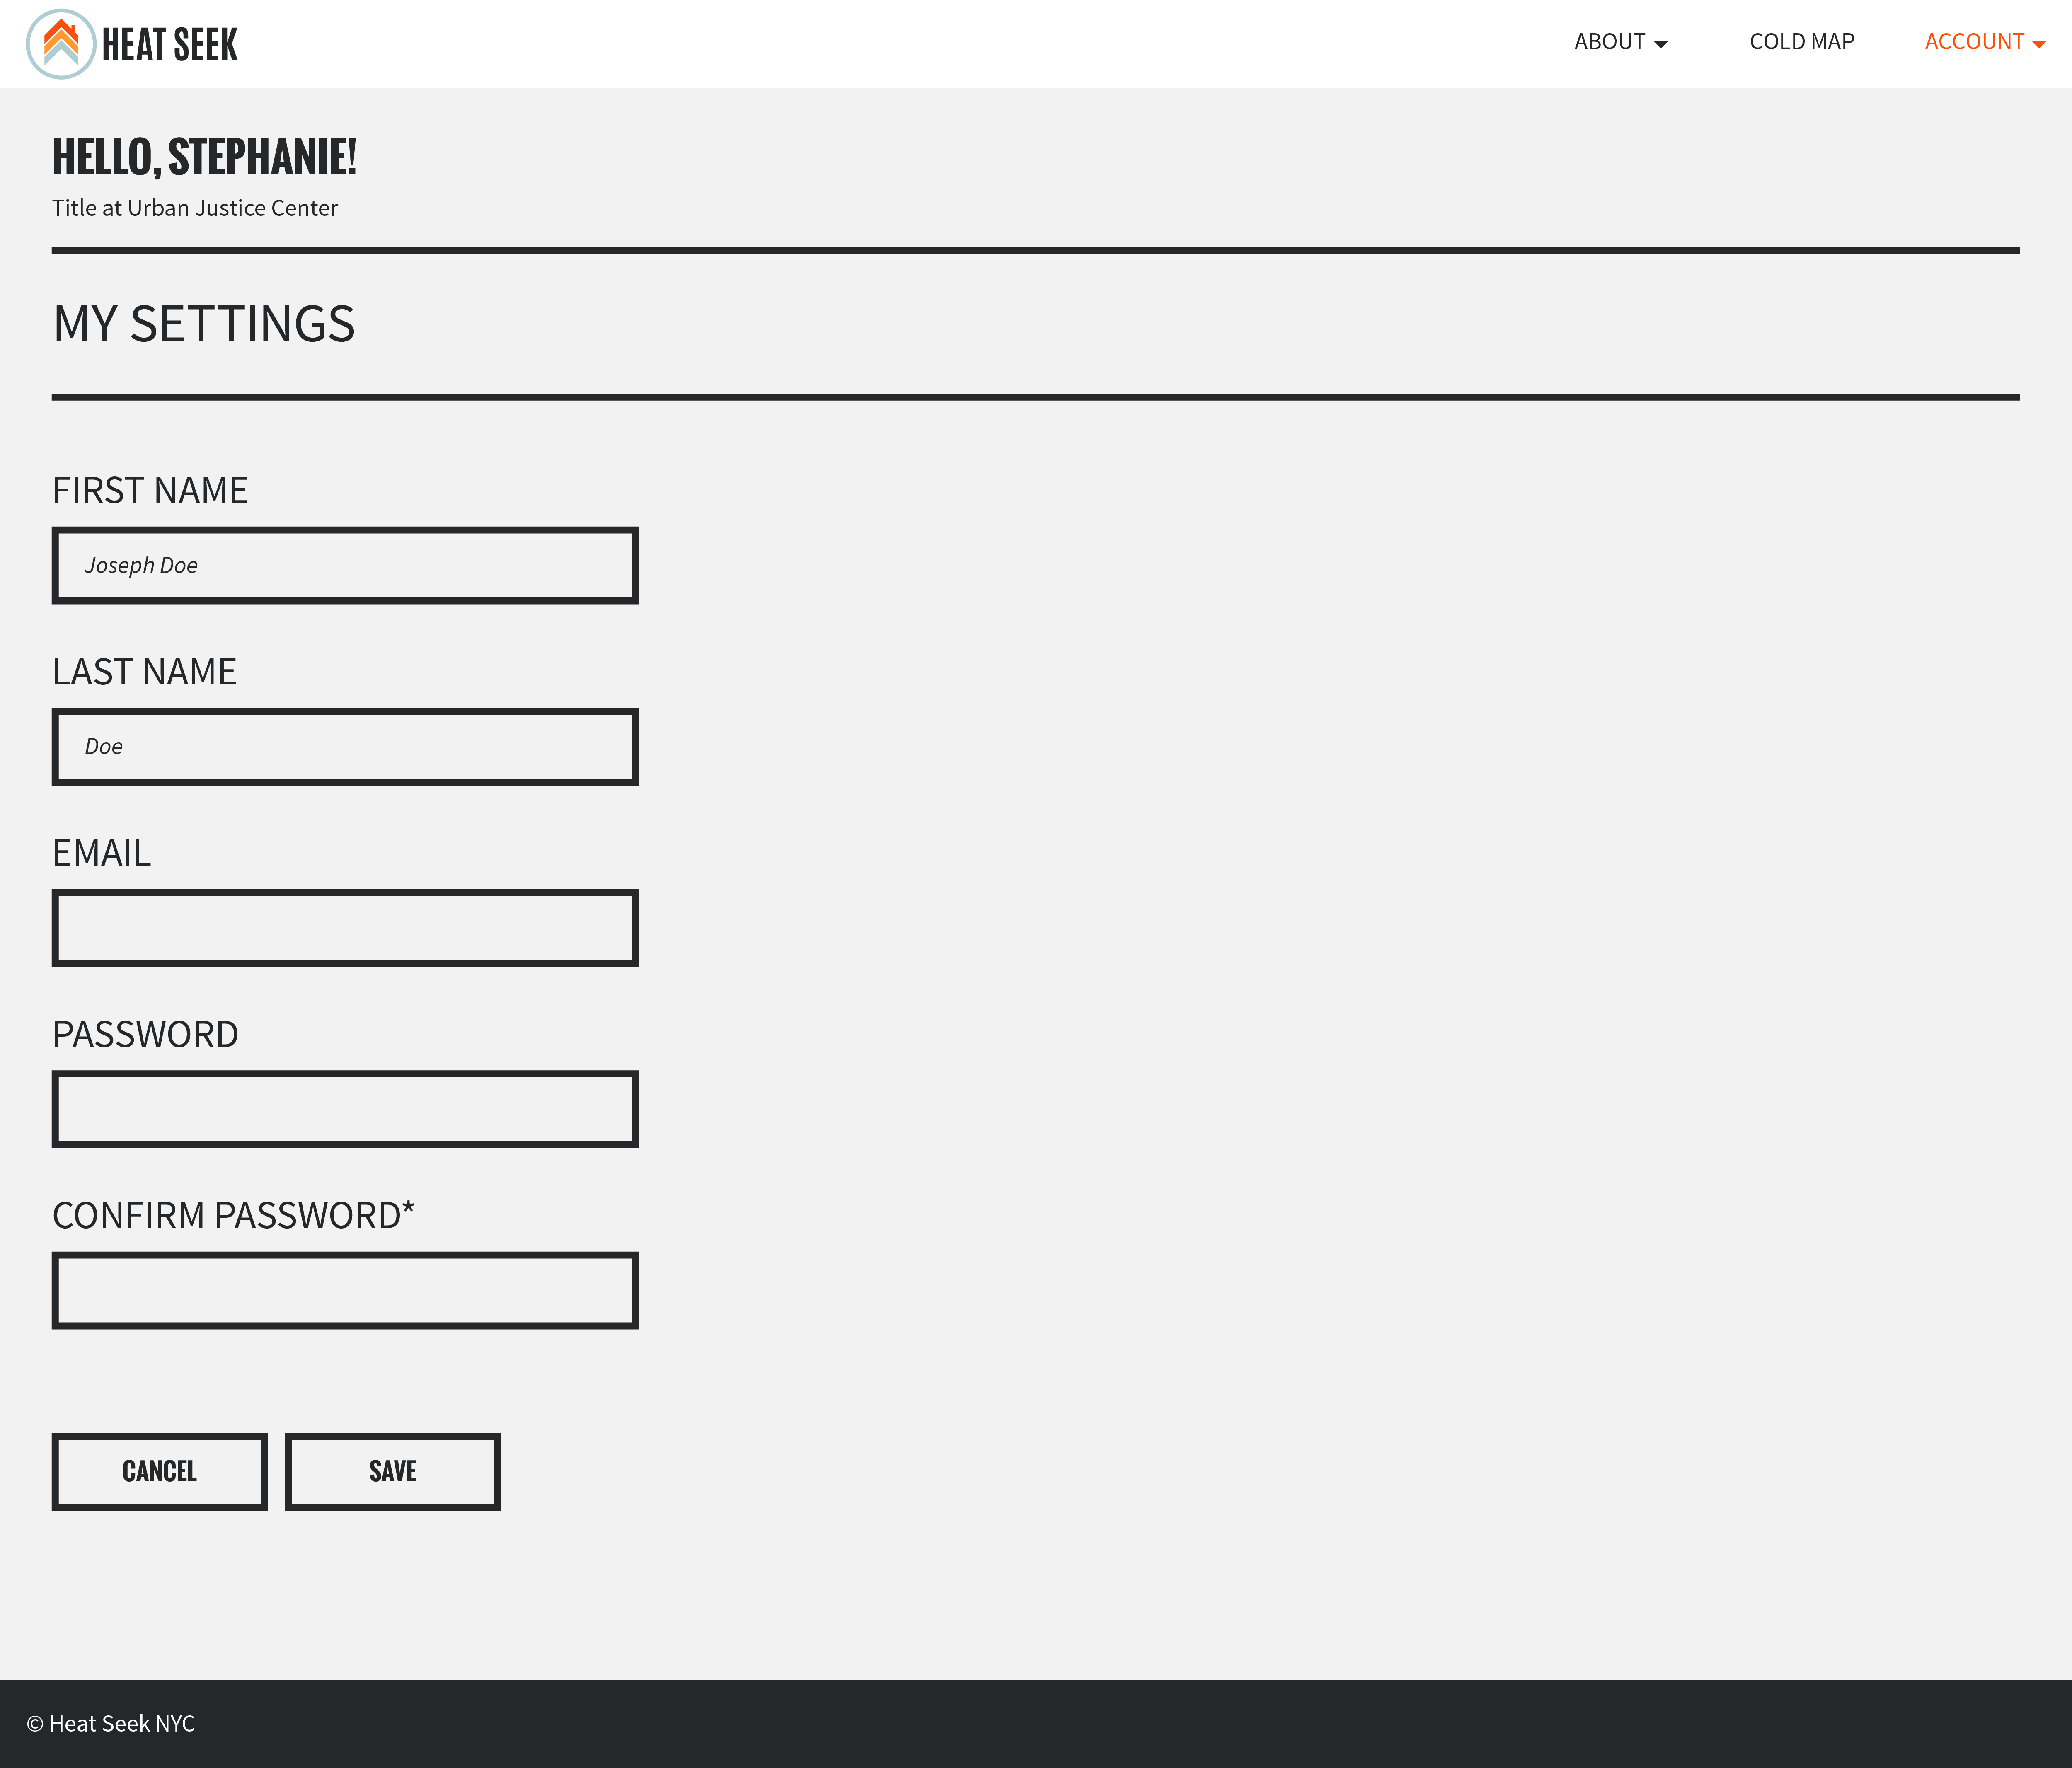 HEAT SEEK
ABOUT
COLD MAP
ACCOUNT
HELLO, STEPHANIE!
Title at Urban Justice Center
MY SETTINGS
FIRST NAME
Joseph Doe
LAST NAME
Doe
EMAIL
PASSWORD
CONFIRM PASSWORD*
CANCEL
SAVE
© Heat Seek NYC